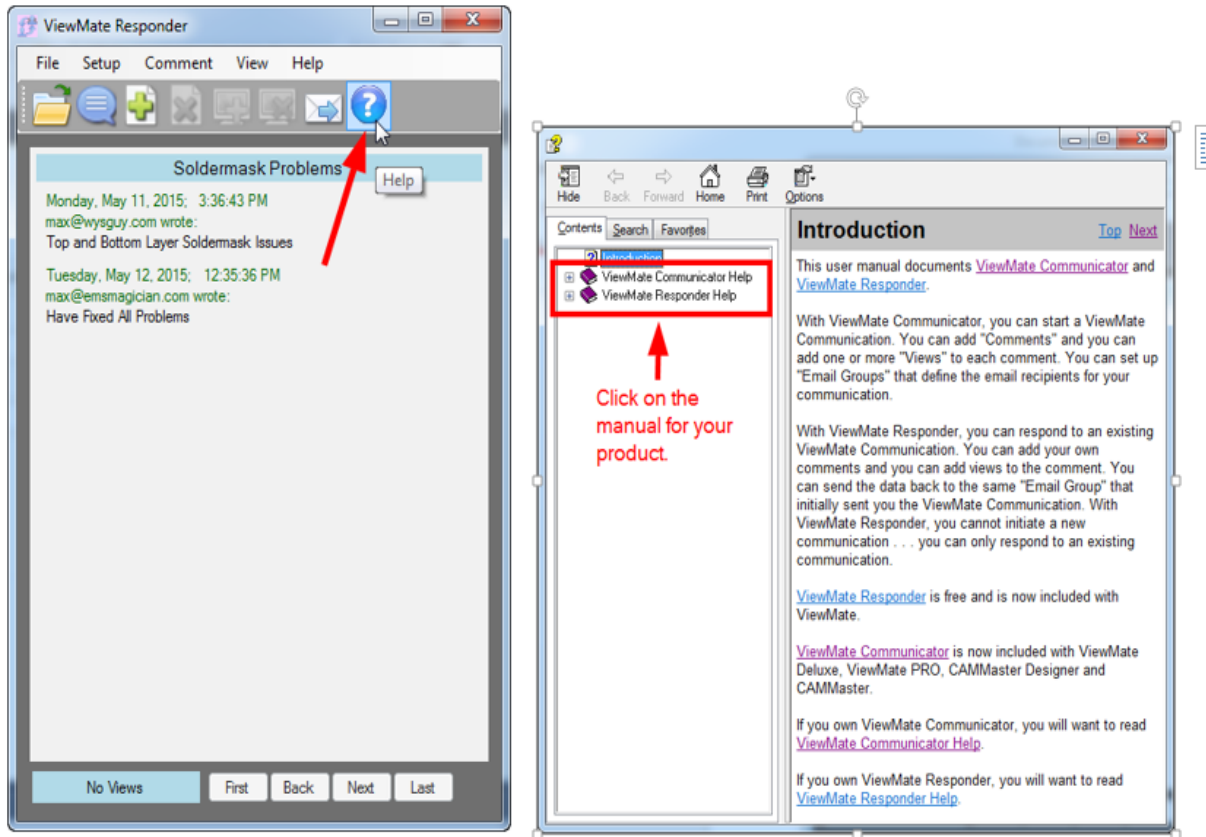 ViewMate Responder
File Setup Comment View Help
Soldermask Problems
Help
Monday, May 11, 2015; 3:36:43 PM
max@wysguy.com wrote:
Top and Bottom Layer Soldermask Issues
Tuesday, May 12, 2015; 12:35:36 PM
max@emsmagician.com wrote:
Have Fixed All Problems
No Views First Back Next Last
Hide Back Forward Home Print Options
Contents Search Favorites
Introduction
ViewMate Communicator Help
ViewMate Responder Help
Click on the
manual for your
product.
Introduction Top Next
This user manual documents ViewMate Communicator and
ViewMate Responder.
With ViewMate Communicator, you can start a ViewMate
Communication. You can add "Comments" and you can
add one or more "Views" to each comment. You can set up
"Email Groups" that define the email recipients for your
communication.
With ViewMate Responder, you can respond to an existing
ViewMate Communication. You can add your own
comments and you can add views to the comment. You
can send the data back to the same "Email Group" that
initially sent you the ViewMate Communication. With
ViewMate Responder, you cannot initiate a new
communication . . . you can only respond to an existing
communication.
ViewMate Responder is free and is now included with
ViewMate.
ViewMate Communicator is now included with ViewMate
Deluxe, ViewMate PRO, CAMMaster Designer and
CAMMaster.
If you own ViewMate Communicator, you will want to read
ViewMate Communicator Help.
If you own ViewMate Responder, you will want to read
ViewMate Responder Help.